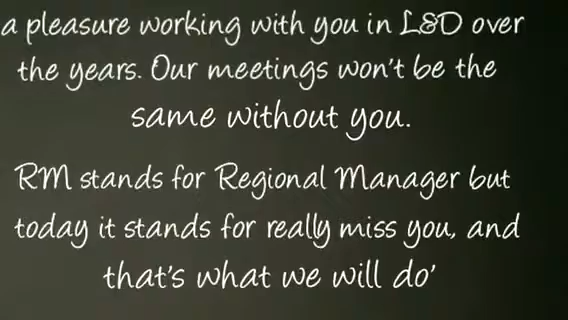 a pleasure working with you in L&D over
the years. Our meetings won't be the
same without you.
RM stands for Regional Manager but
today it stands for really miss you, and
that's what we will do'